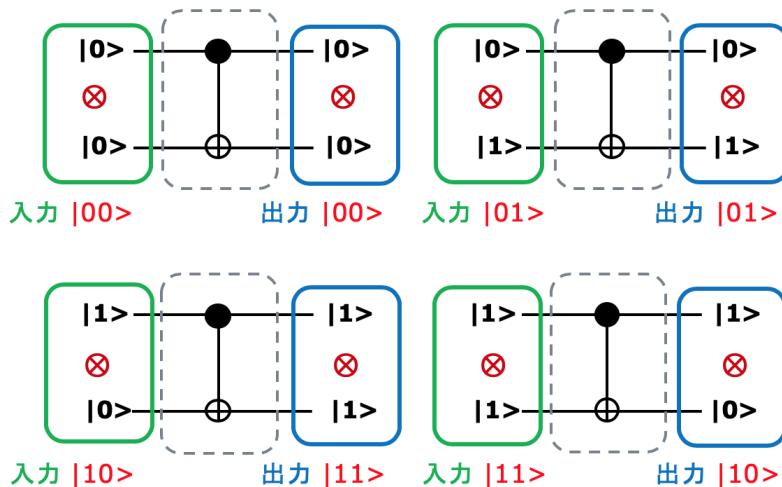 |0> |0> |0> |0>
⊗ ⊗ ⊗ ⊗
|0> |0> |1> |1>
入力 |00> 出力 |00> 入力 |01> 出力 |01>
|1> |1> |1> |1>
⊗ ⊗ ⊗ ⊗
|0> |1> |1> |0>
入力 |10> 出力 |11> 入力 |11> 出力 |10>